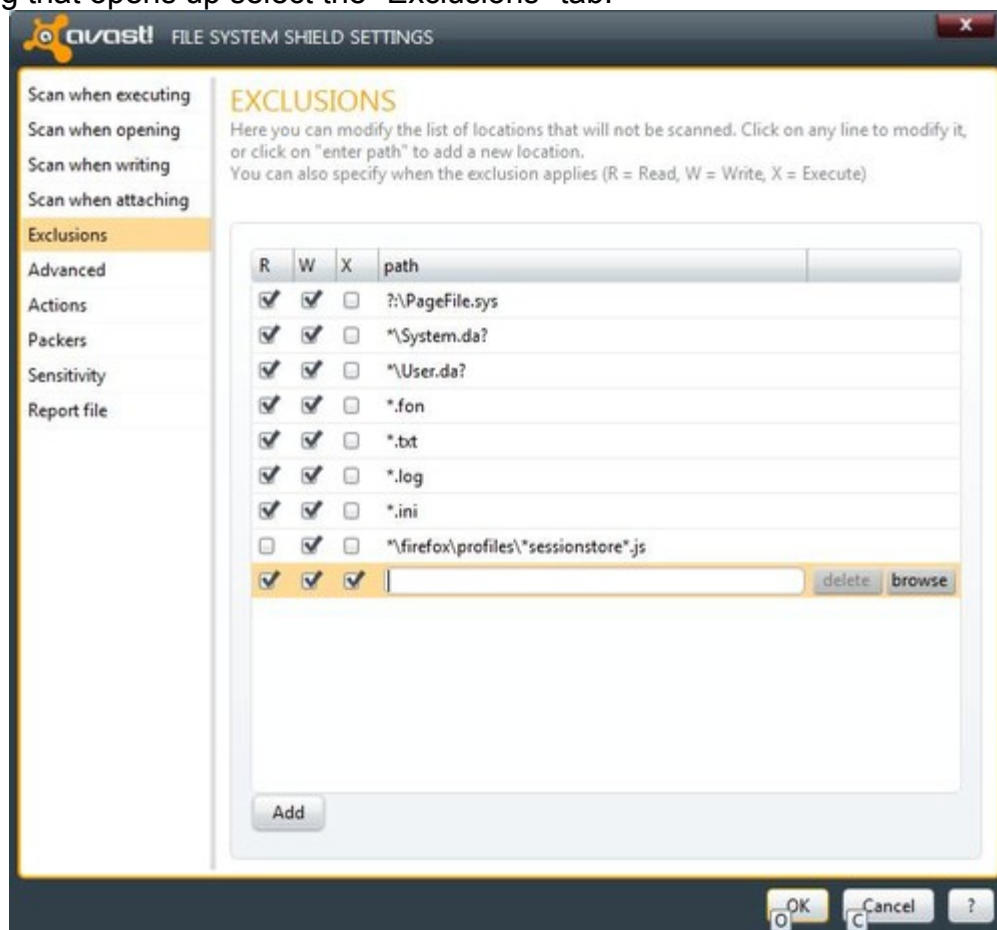 g that opens up select the "Exclusions" tab.
avast! FILE SYSTEM SHIELD SETTINGS
x
Scan when executing
Scan when opening
Scan when writing
Scan when attaching
Exclusions
Advanced
Actions
Packers
Sensitivity
Report file
EXCLUSIONS
Here you can modify the list of locations that will not be scanned. Click on any line to modify it,
or click on "enter path" to add a new location.
You can also specify when the exclusion applies (R = Read, W = Write, X = Execute)
R W X path
?:\PageFile.sys
*\System.da?
*\User.da?
*.fon
*.txt
*.log
*.ini
*\firefox\profiles\*sessionstore*.js
delete browse
Add
OK Cancel ?
O C